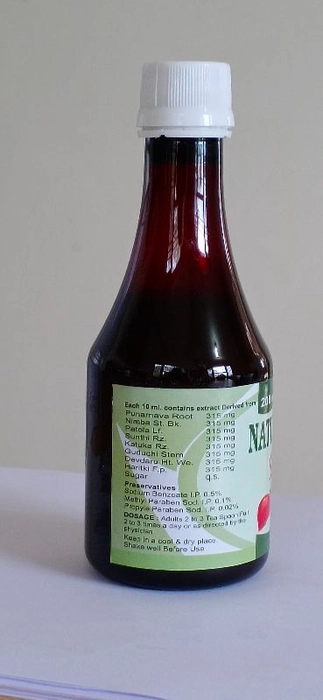 Each 10 ml. contains extract Derived from
Punarnava Root 315 mg
Nimba St. Bk. 315 mg
Patola Lf. 315 mg
Sunthi Rz. 315 mg
Katuka Rz. 315 mg
Guduchi Stem 315 mg
Devdaru Ht. Wo. 315 mg
Haritki F.p. 315 mg
Sugar q.s.
Preservatives
Sodium Benzoate I.P. 0.5%
Methyl Paraben Sod. I.P. 0.1%
Propyle Paraben Sod. I.P. 0.02%
DOSAGE : Adults 2 to 3 Tea Spoon Full
2 to 3 times a day or as directed by the
physician
Keep in a cool & dry place.
Shake well Before Use
200
NAT